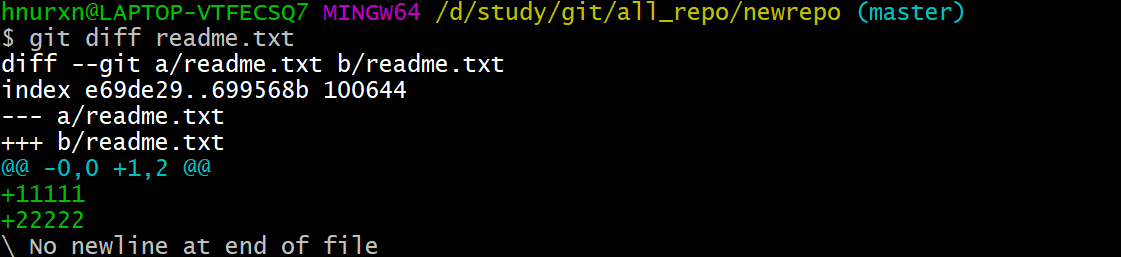 hnurxn@LAPTOP-VTFECSQ7 MINGW64 /d/study/git/all_repo/newrepo (master)
$ git diff readme.txt
diff --git a/readme.txt b/readme.txt
index e69de29..699568b 100644
--- a/readme.txt
+++ b/readme.txt
@@ -0,0 +1,2 @@
+11111
+22222
\ No newline at end of file